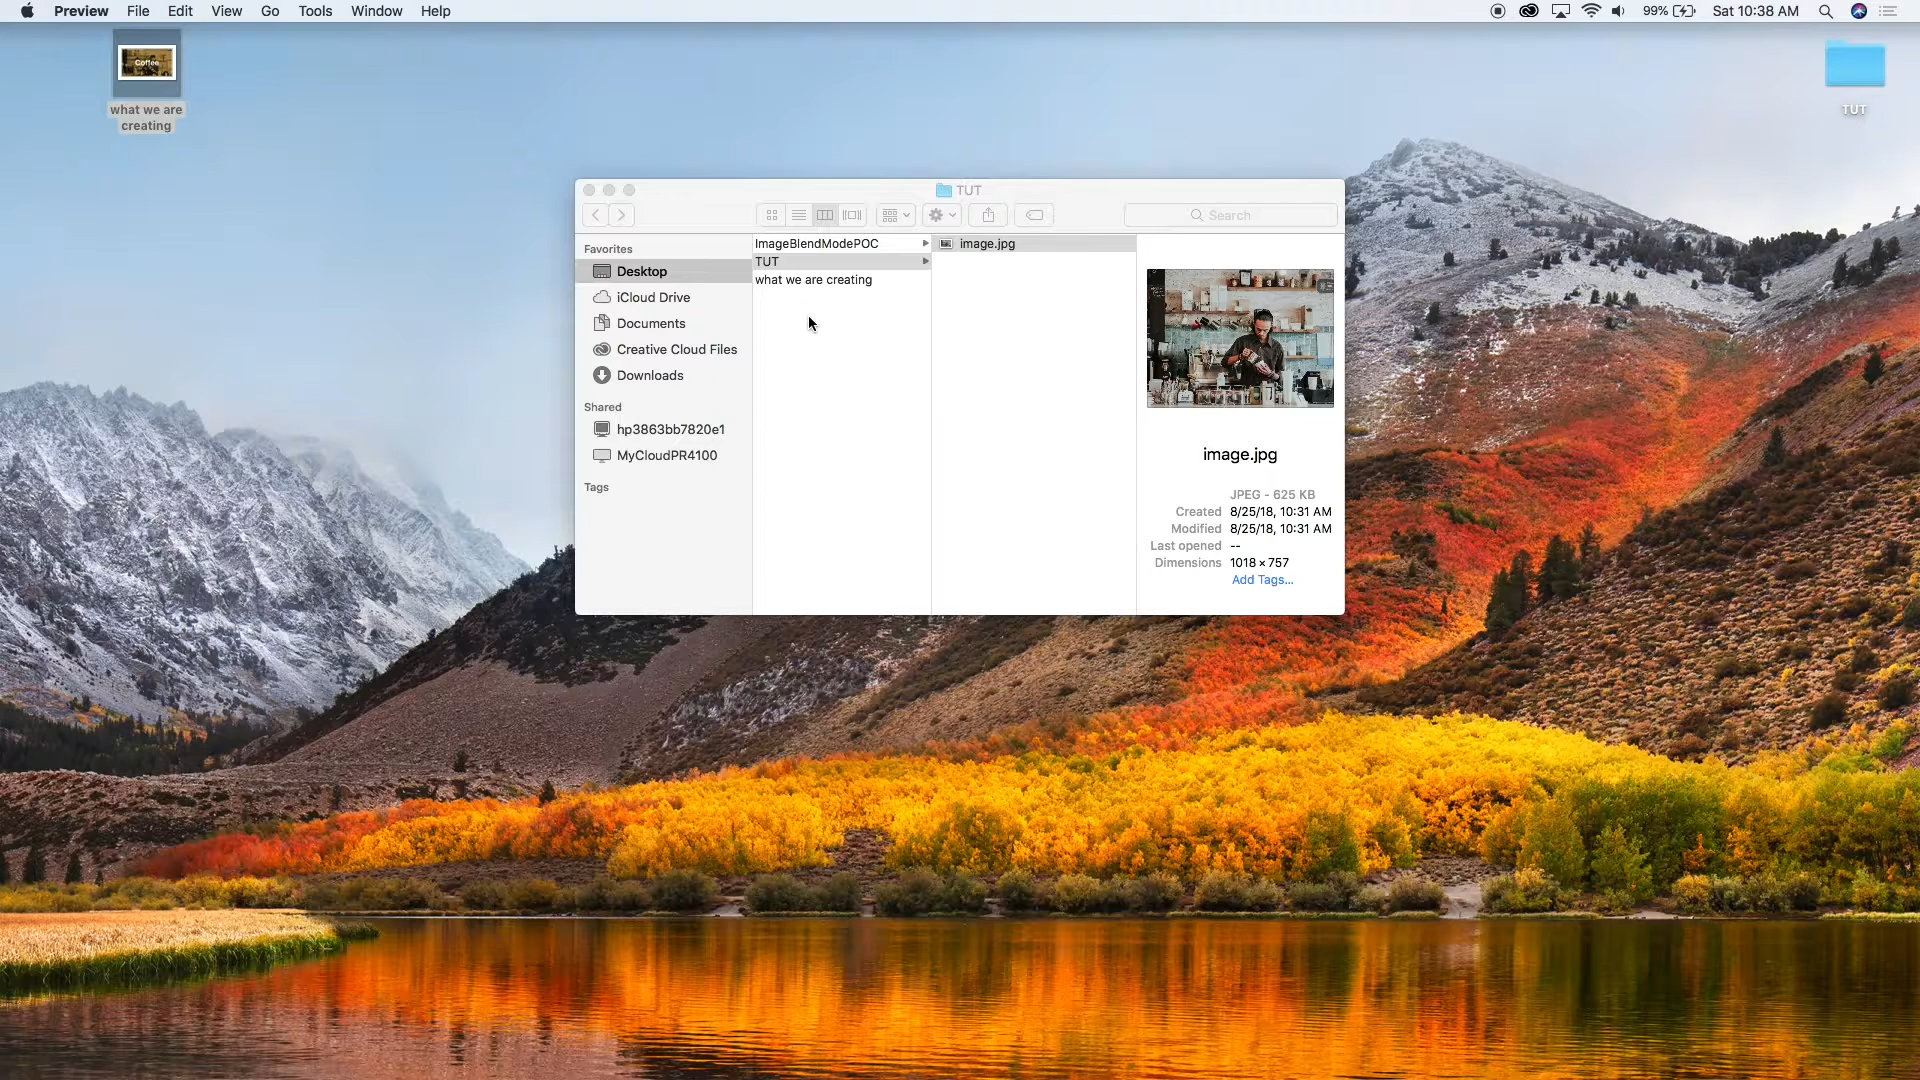 Preview File Edit View Go Tools Window Help 99% Sat 10:38 AM
Coffee
what we are
creating
TUT
TUT
Search
Favorites
Desktop
iCloud Drive
Documents
Creative Cloud Files
Downloads
Shared
hp3863bb7820e1
MyCloudPR4100
Tags
ImageBlendModePOC
TUT
what we are creating
image.jpg
image.jpg
JPEG - 625 KB
Created 8/25/18, 10:31 AM
Modified 8/25/18, 10:31 AM
Last opened --
Dimensions 1018 × 757
Add Tags...